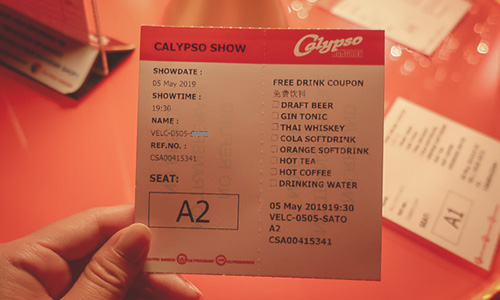 CALYPSO SHOW
SHOWDATE :
05 May 2019
SHOWTIME :
19:30
NAME :
VELC-0505-
REF.NO. :
CSA00415341
SEAT:
A2
Calypso
FREE DRINK COUPON
免费饮料
DRAFT BEER
GIN TONIC
THAI WHISKEY
COLA SOFTDRINK
ORANGE SOFTDRINK
HOT TEA
HOT COFFEE
DRINKING WATER
05 May 201919:30
VELC-0505-SATO
A2
CSA00415341
SEAT:
A1